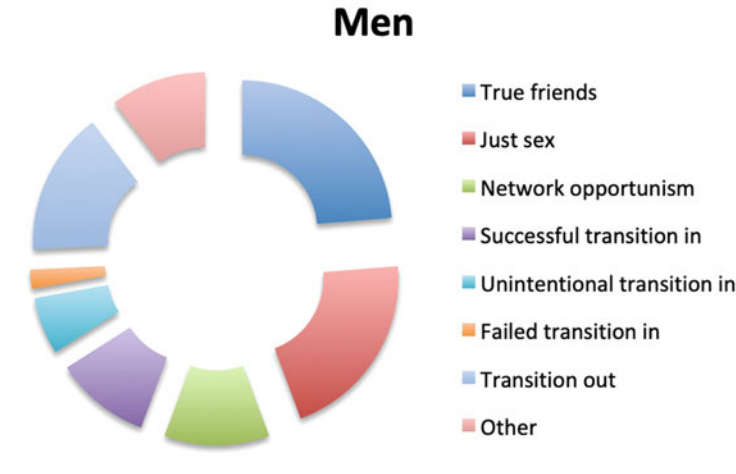 Men
True friends
Just sex
Network opportunism
Successful transition in
Unintentional transition in
Failed transition in
Transition out
Other